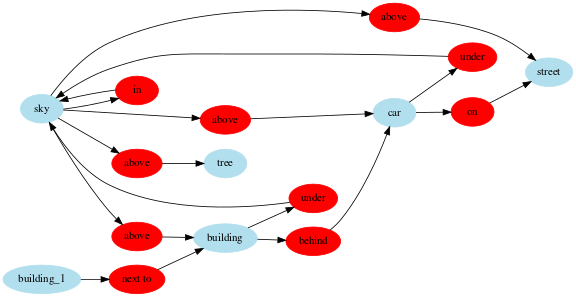 above
under
street
in
sky
on
above
car
above
tree
under
above
building
behind
building_1
next to